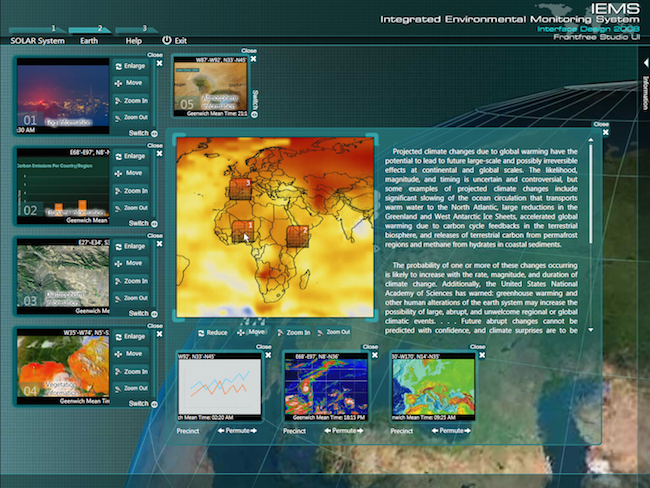 IEMS
Integrated Environmental Monitoring System
Interface Design 2008
Frontfree Studio UI
1
2
3
SOLAR System
Earth
Help
Exit
Information
Close
Enlarge
Move
Zoom In
Zoom Out
Switch
01
Fog Information
:30 AM
Close
E68'-E97', N8'-N
Carbon Emissions Per Country/Region
Enlarge
Move
Zoom In
Zoom Out
Switch
02
Geenwich Mean
Close
E27'-E34', S3
Enlarge
Move
Zoom In
Zoom Out
Switch
03
Geenwich Mean Tim
Close
W35'-W74', N5'-S
Enlarge
Move
Zoom In
Zoom Out
Switch
04
Vegetation
Information
Geenwich Mean Tim
Close
W87'-W92', N33'-N45'
05
Atmosphere
Information
Geenwich Mean Time: 21:1
Switch
Close
3
1
2
Reduce
Move
Zoom In
Zoom Out
Projected climate changes due to global warming have the
potential to lead to future large-scale and possibly irreversible
effects at continental and global scales. The likelihood,
magnitude, and timing is uncertain and controversial, but
some examples of projected climate changes include
significant slowing of the ocean circulation that transports
warm water to the North Atlantic, large reductions in the
Greenland and West Antarctic Ice Sheets, accelerated global
warming due to carbon cycle feedbacks in the terrestrial
biosphere, and releases of terrestrial carbon from permafrost
regions and methane from hydrates in coastal sediments.
The probability of one or more of these changes occurring
is likely to increase with the rate, magnitude, and duration of
climate change. Additionally, the United States National
Academy of Sciences has warned: greenhouse warming and
other human alterations of the earth system may increase the
possibility of large, abrupt, and unwelcome regional or global
climatic events. . . . Future abrupt changes cannot be
predicted with confidence, and climate surprises are to be
Close
W92', N33'-N45'
ch Mean Time: 02:20 AM
Precinct
Permute
Close
E68'-E97', N8'-N36'
Geenwich Mean Time: 18:15 PM
Precinct
Permute
Close
30'-W170', N14'-N35'
nwich Mean Time: 09:25 AM
Precinct
Permute